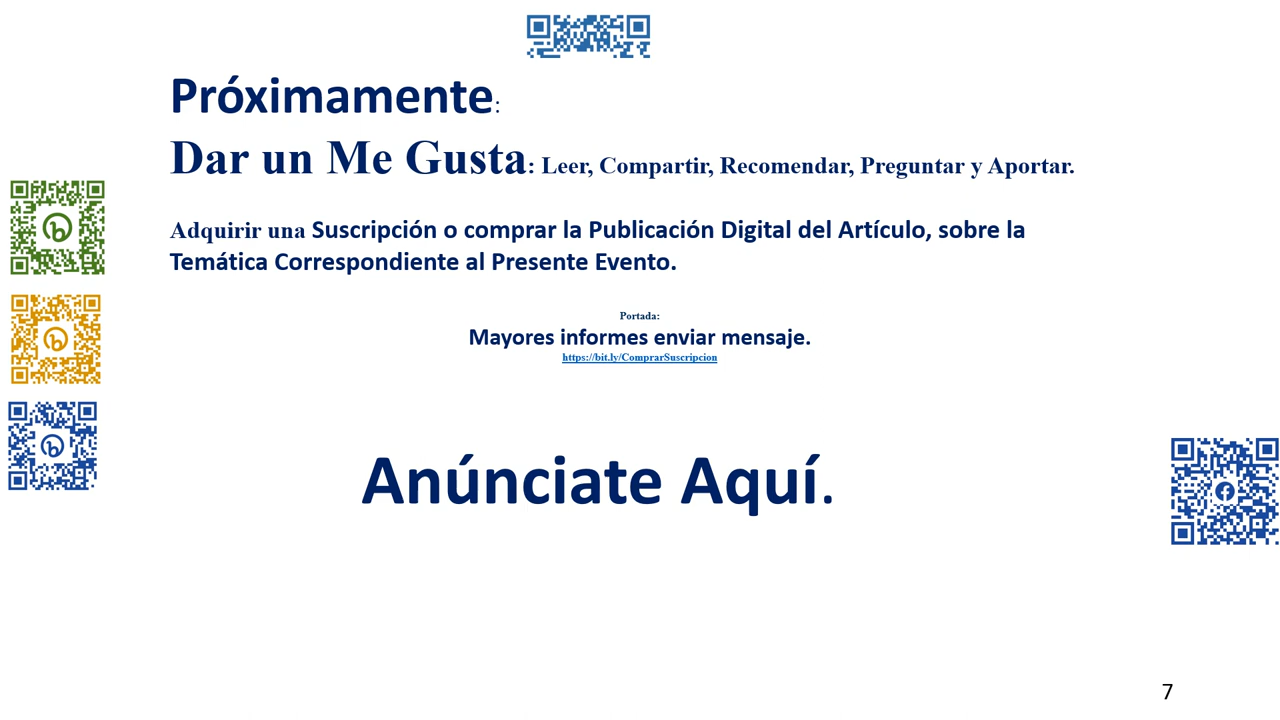 Próximamente:
Dar un Me Gusta: Leer, Compartir, Recomendar, Preguntar y Aportar.
Adquirir una Suscripción o comprar la Publicación Digital del Artículo, sobre la
Temática Correspondiente al Presente Evento.
Portada:
Mayores informes enviar mensaje.
https://bit.ly/ComprarSuscripcion
Anúnciate Aquí.
7